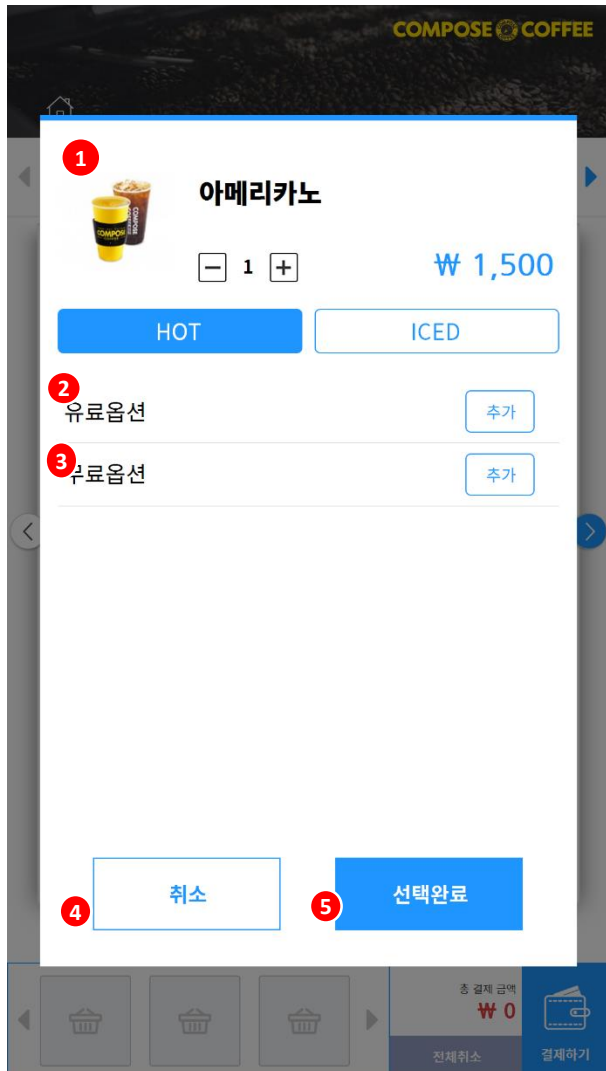 COMPOSE COFFEE
1
아메리카노
COMPOSE
COMPOSE
1
₩ 1,500
HOT
ICED
2
유료옵션
추가
3
무료옵션
추가
취소
선택완료
4
5
총 결제 금액
₩ 0
전체취소
결제하기